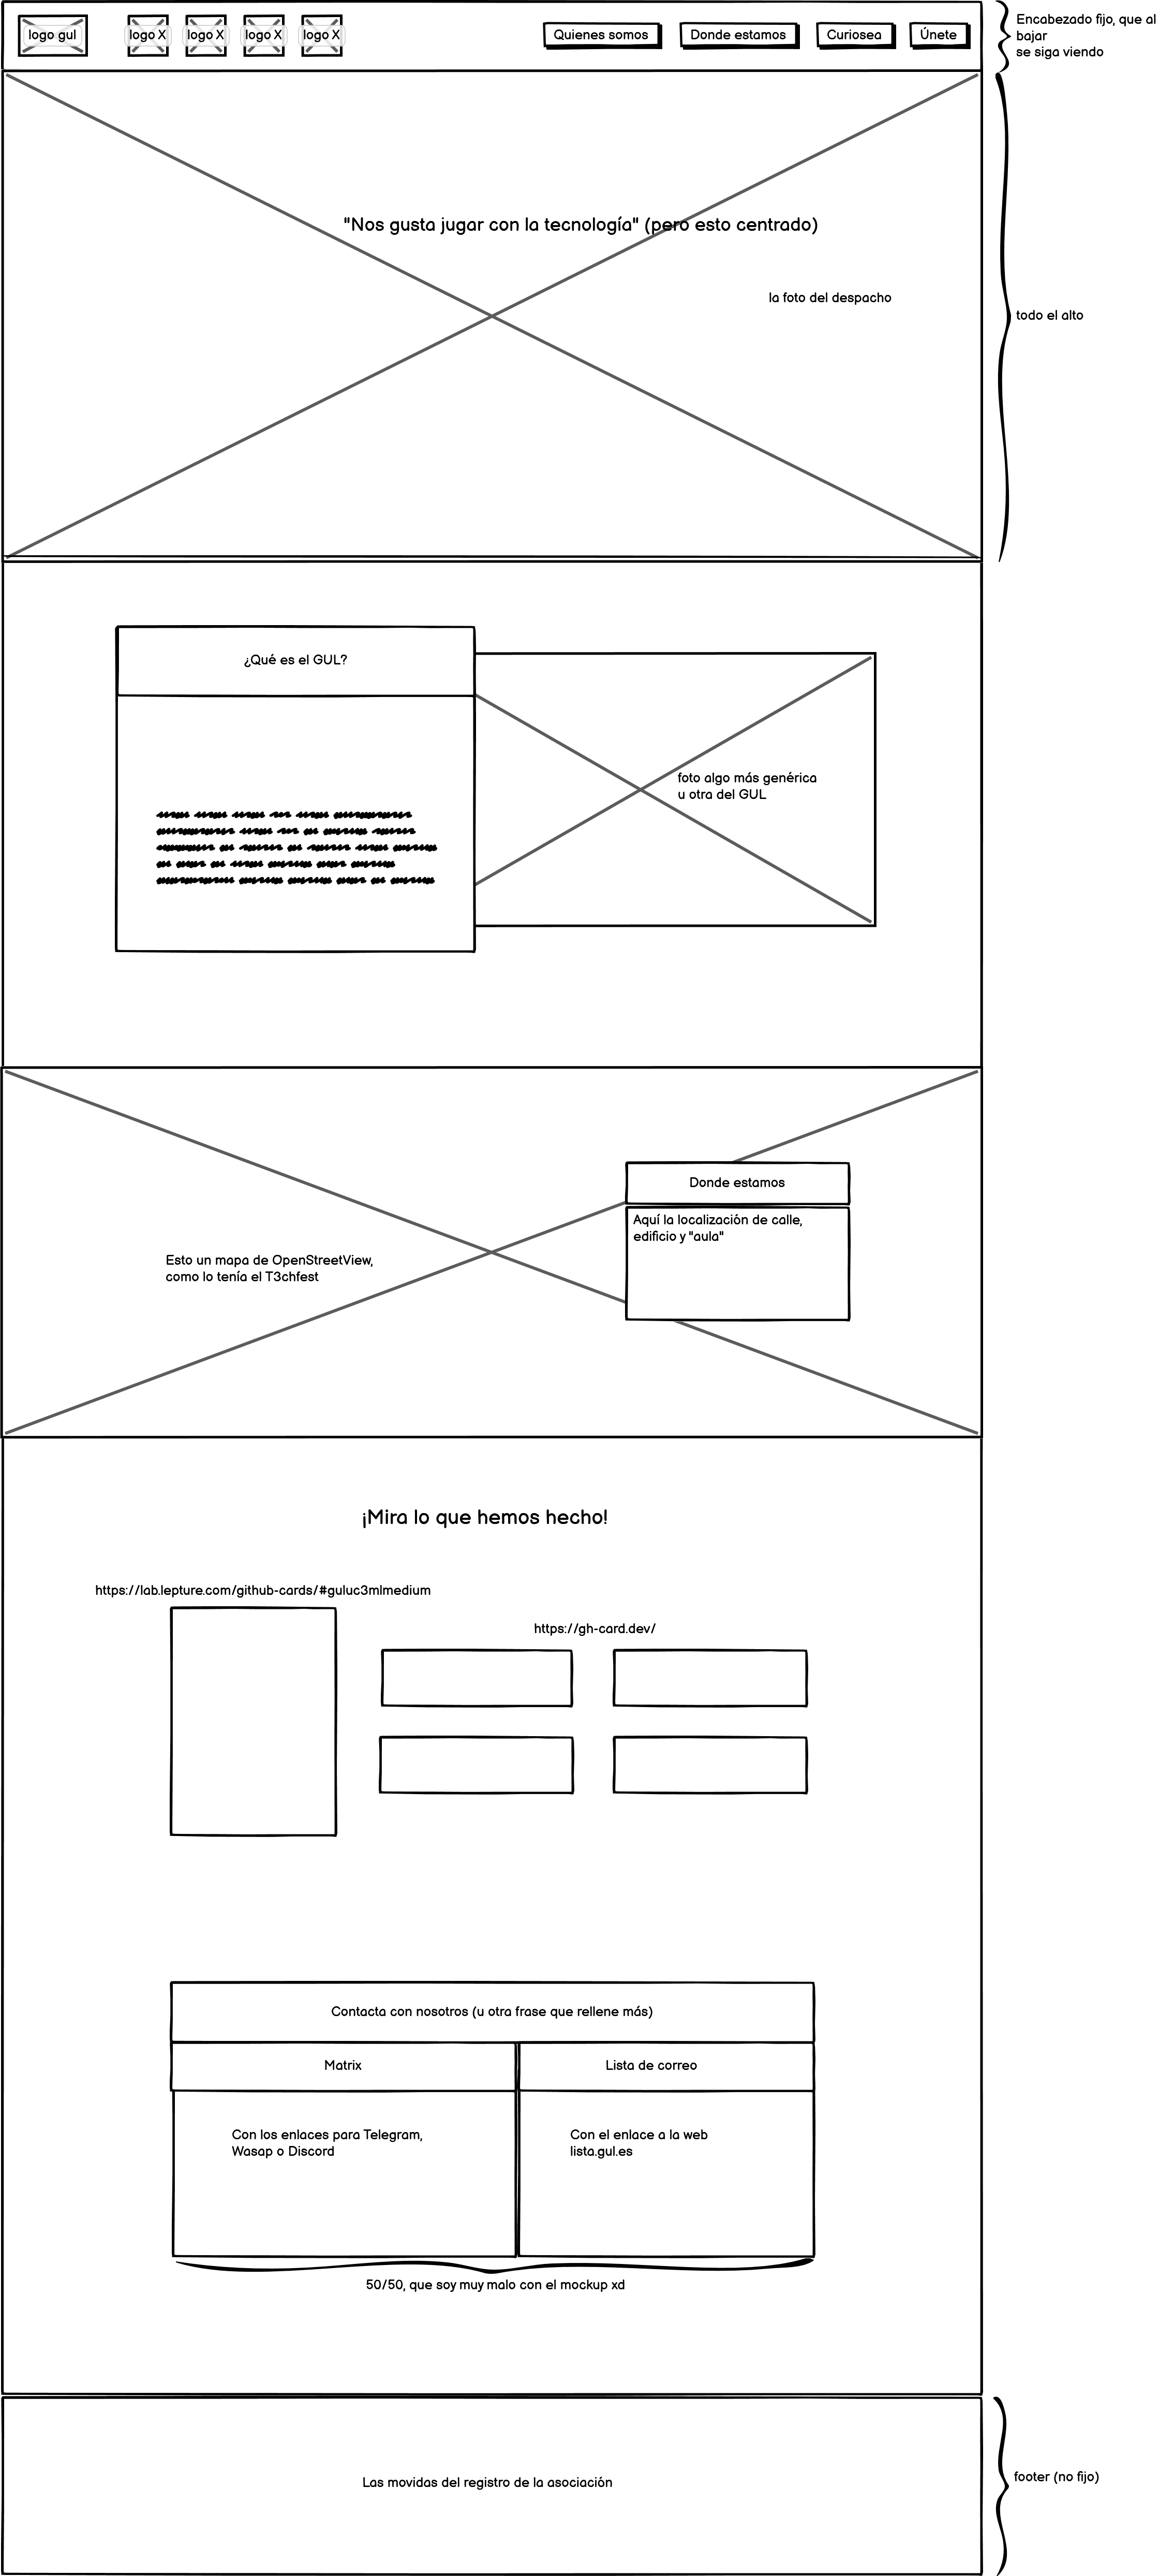 logo gul
logo X
logo X
logo X
logo X
Quienes somos
Donde estamos
Curiosea
Únete
Encabezado fijo, que al
bajar
se siga viendo
"Nos gusta jugar con la tecnología" (pero esto centrado)
la foto del despacho
todo el alto
¿Qué es el GUL?
foto algo más genérica
u otra del GUL
Donde estamos
Aquí la localización de calle,
edificio y "aula"
Esto un mapa de OpenStreetView,
como lo tenía el T3chfest
¡Mira lo que hemos hecho!
https://lab.lepture.com/github-cards/#guluc3mlmedium
https://gh-card.dev/
Contacta con nosotros (u otra frase que rellene más)
Matrix
Lista de correo
Con los enlaces para Telegram,
Wasap o Discord
Con el enlace a la web
lista.gul.es
50/50, que soy muy malo con el mockup xd
Las movidas del registro de la asociación
footer (no fijo)